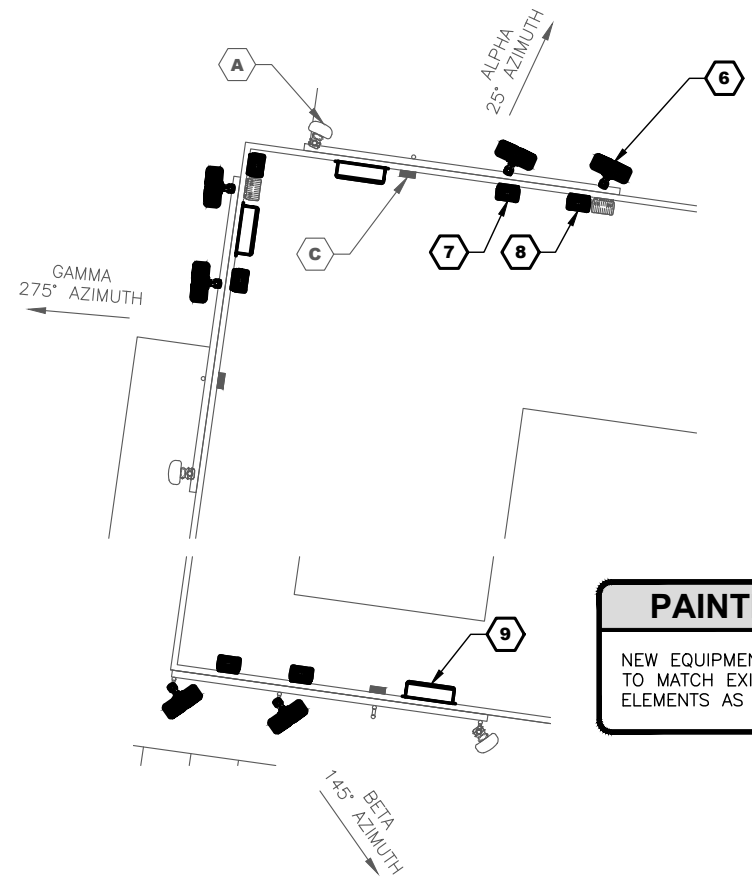 A
ALPHA
25° AZIMUTH
6
C
7
8
GAMMA
275° AZIMUTH
9
PAINT
NEW EQUIPMEN
TO MATCH EXI
ELEMENTS AS
BETA
145° AZIMUTH